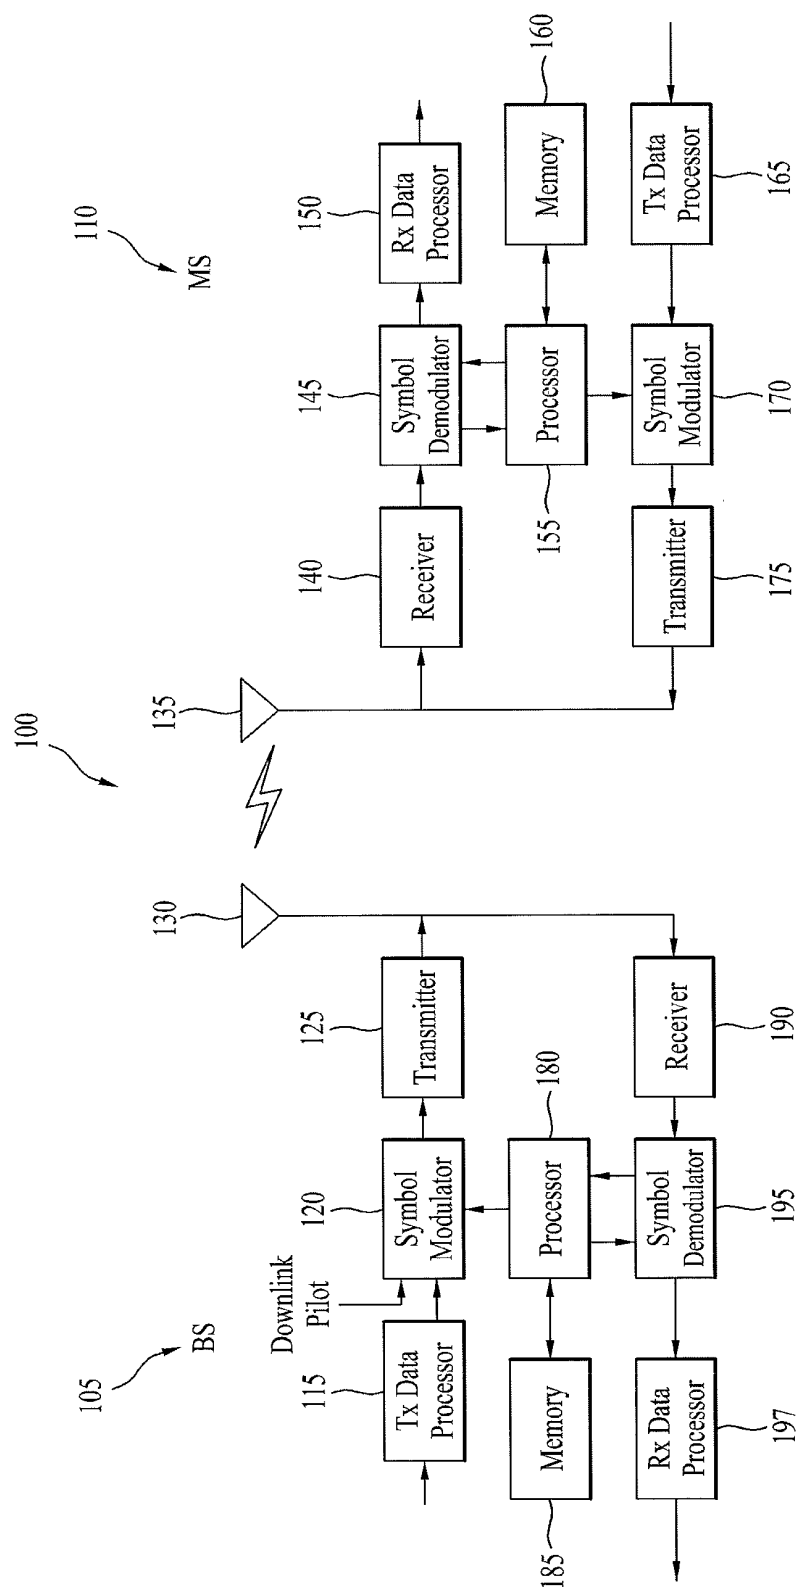 100
105
BS
110
MS
130
135
Downlink
Pilot
115
Tx Data
Processor
120
Symbol
Modulator
125
Transmitter
140
Receiver
145
Symbol
Demodulator
150
Rx Data
Processor
185
Memory
180
Processor
155
Processor
160
Memory
197
Rx Data
Processor
195
Symbol
Demodulator
190
Receiver
175
Transmitter
170
Symbol
Modulator
165
Tx Data
Processor